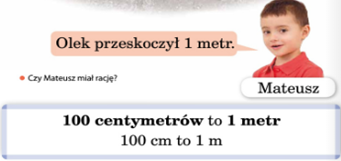 Olek przeskoczył 1 metr.
• Czy Mateusz miał rację?
Mateusz
100 centymetrów to 1 metr
100 cm to 1 m